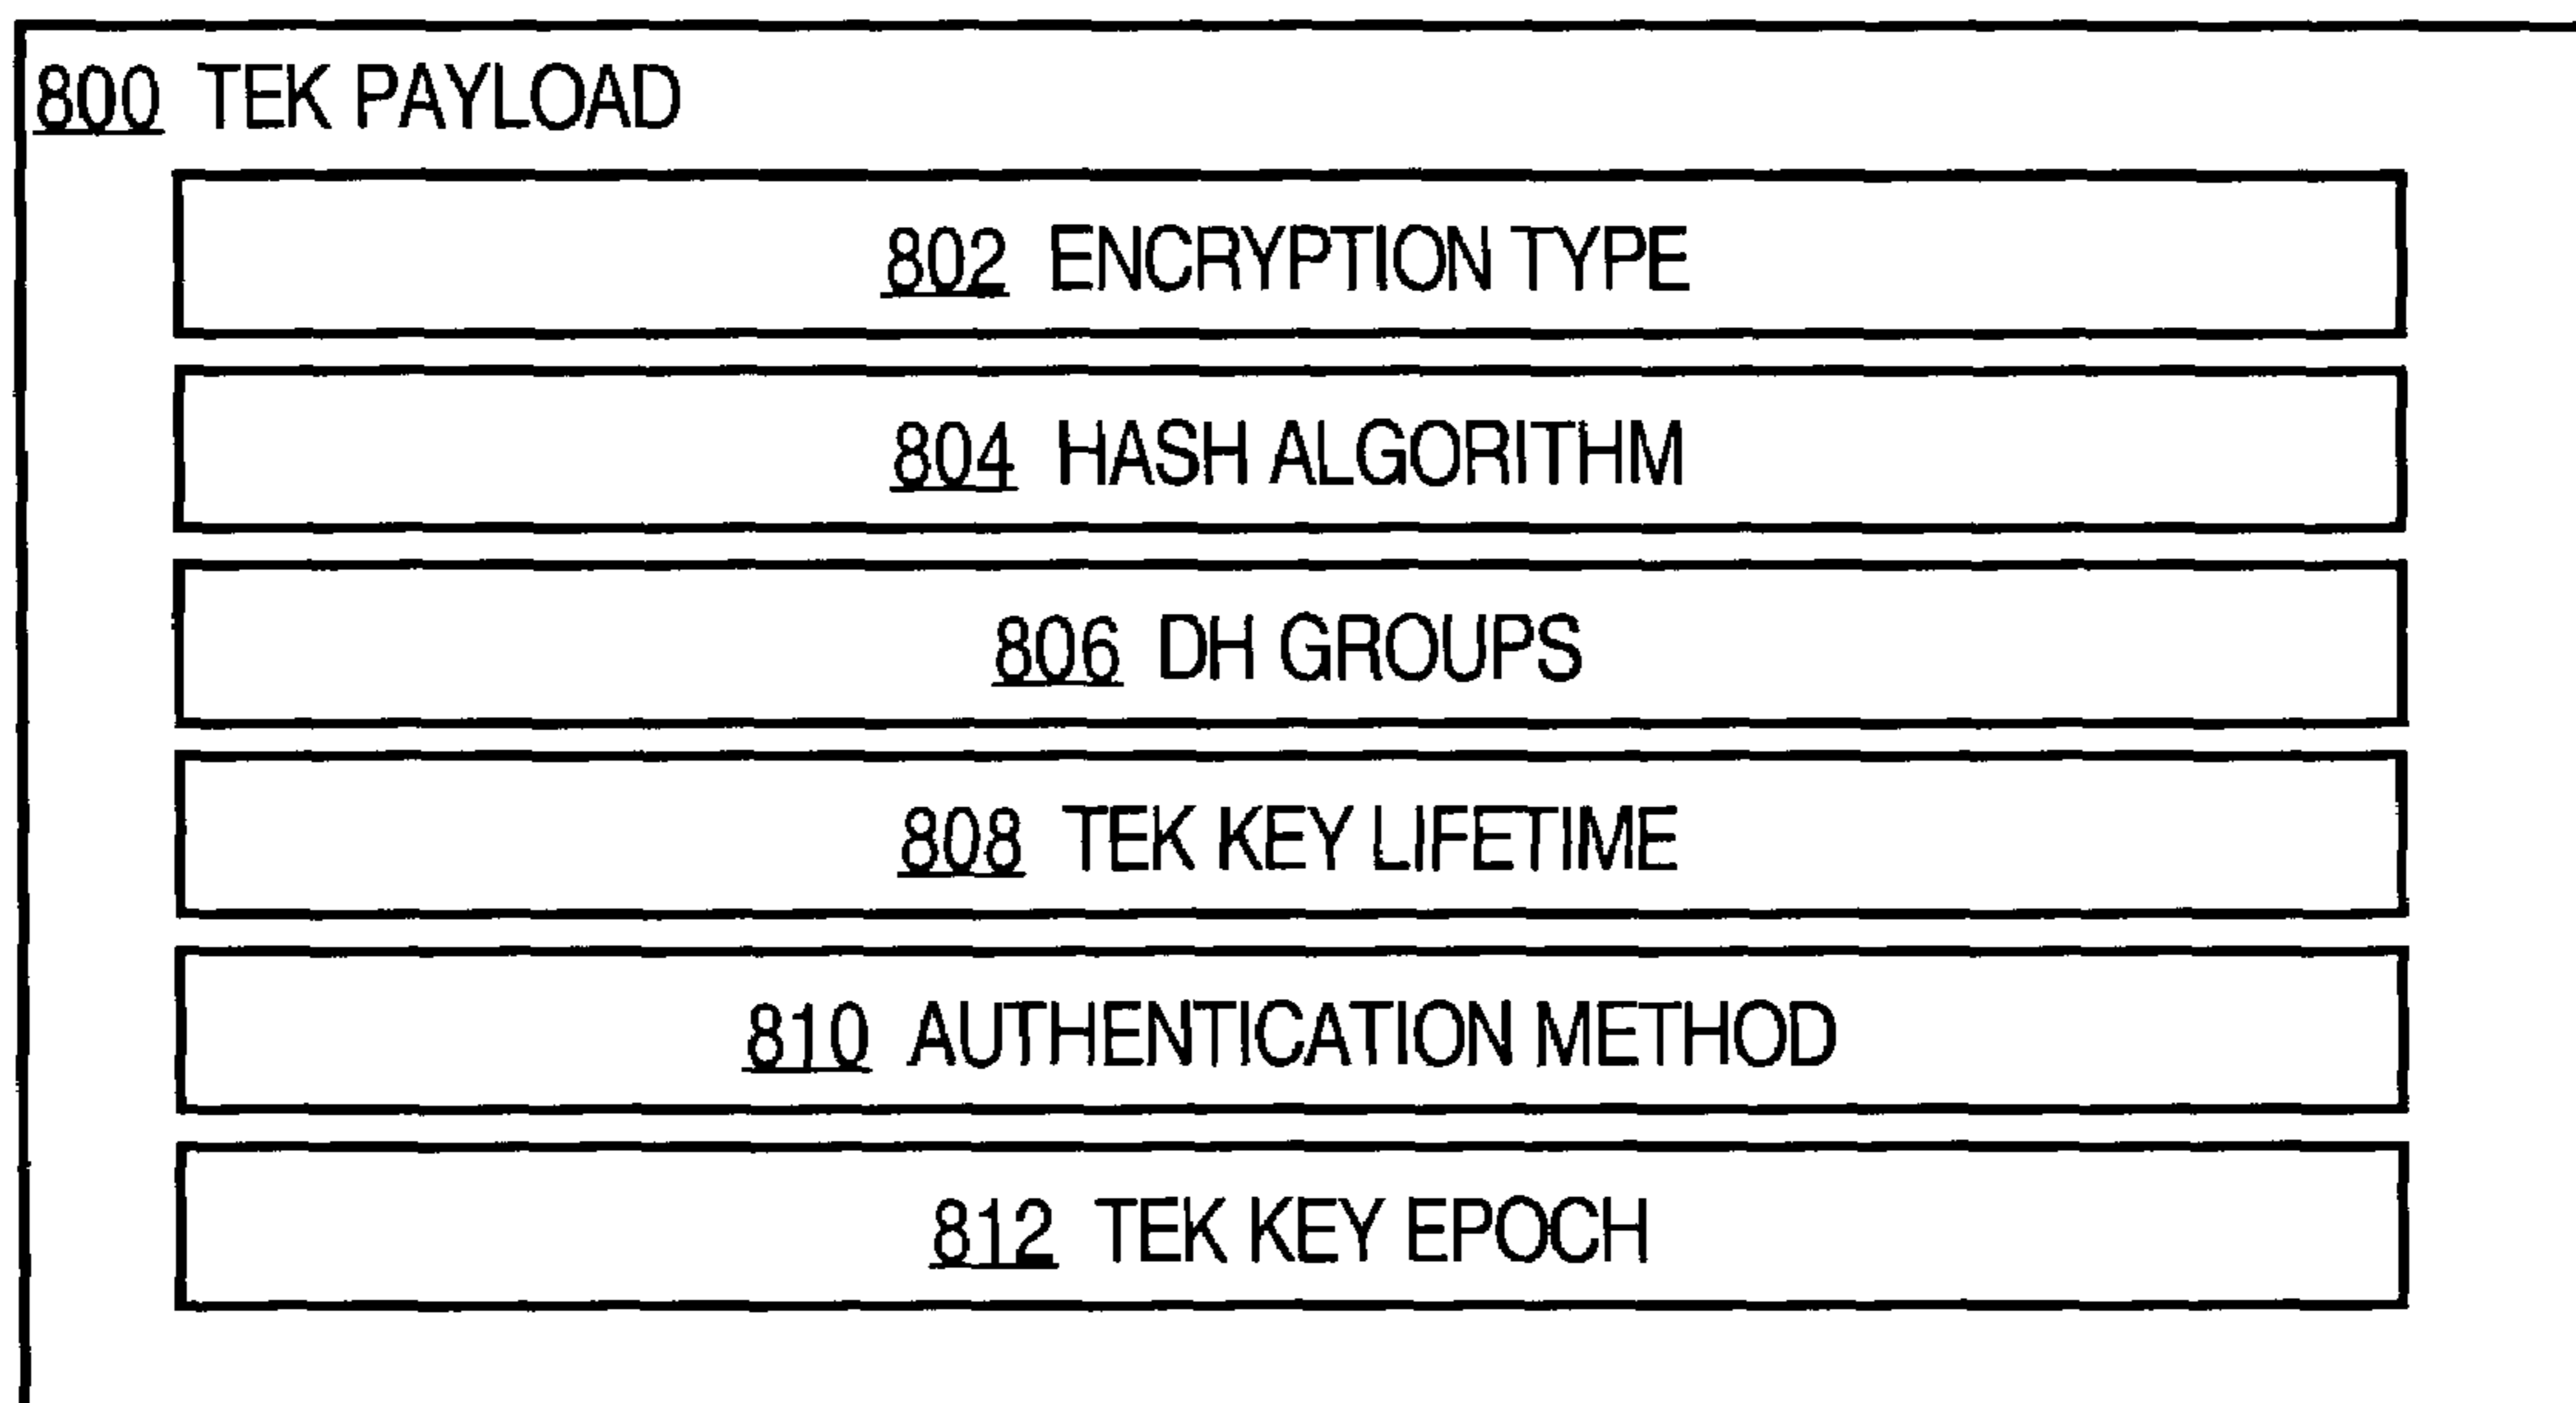 800 TEK PAYLOAD
802 ENCRYPTION TYPE
804 HASH ALGORITHM
806 DH GROUPS
808 TEK KEY LIFETIME
810 AUTHENTICATION METHOD
812 TEK KEY EPOCH